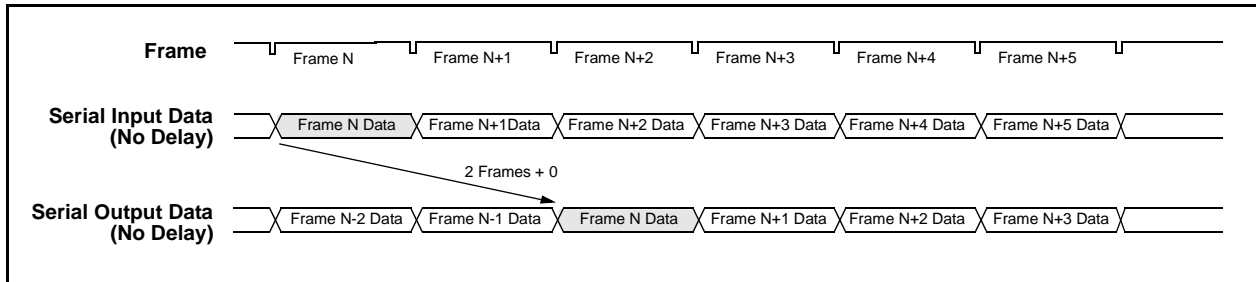 Frame
Frame N Frame N+1 Frame N+2 Frame N+3 Frame N+4 Frame N+5
Serial Input Data
(No Delay)
Frame N Data Frame N+1Data Frame N+2 Data Frame N+3 Data Frame N+4 Data Frame N+5 Data
2 Frames + 0
Serial Output Data
(No Delay)
Frame N-2 Data Frame N-1 Data Frame N Data Frame N+1 Data Frame N+2 Data Frame N+3 Data